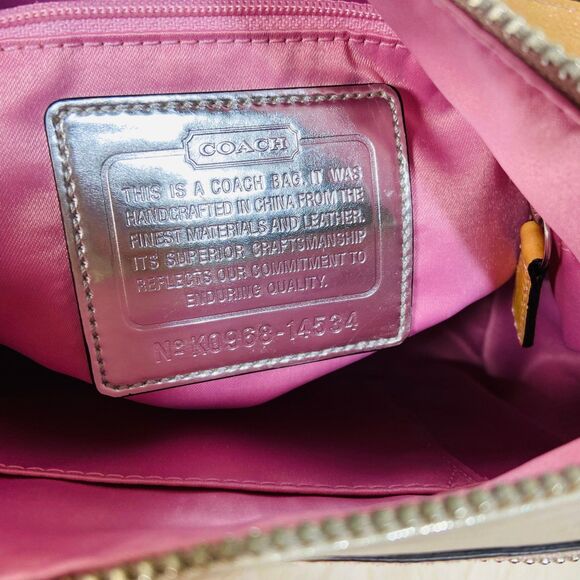 COACH
THIS IS A COACH BAG. IT WAS
HANDCRAFTED IN CHINA FROM THE
FINEST MATERIALS AND LEATHER.
IT'S SUPERIOR CRAFTSMANSHIP
REFLECTS OUR COMMITMENT TO
ENDURING QUALITY.
Nº K0968-14534